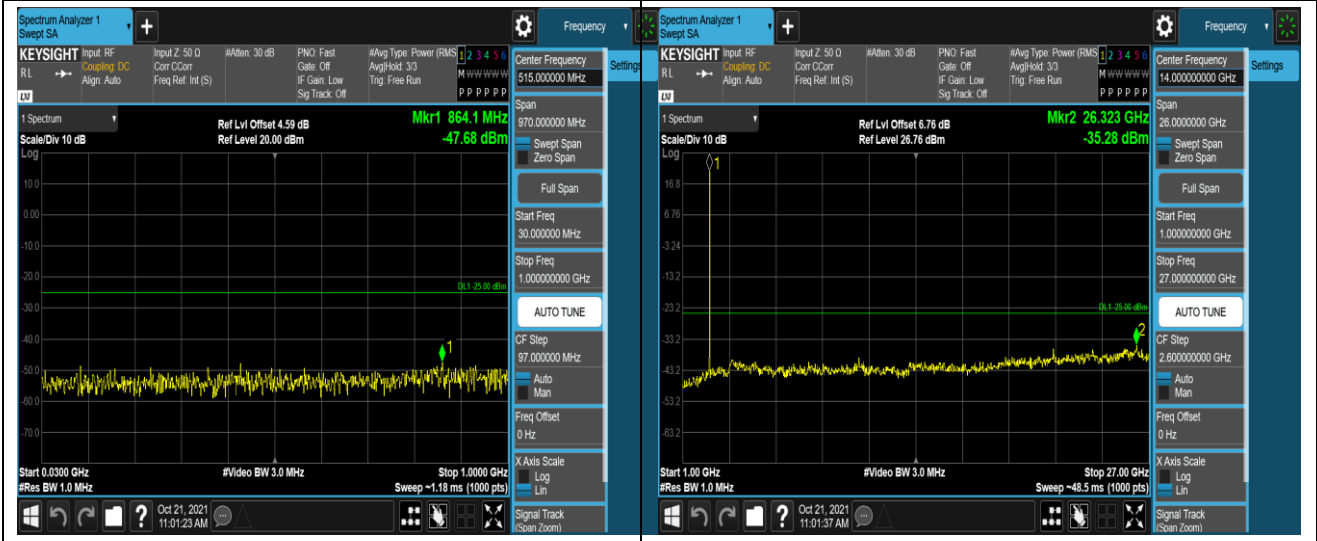 Spectrum Analyzer 1
Swept SA
Frequency
KEYSIGHT
RL
LXI
Input: RF
Coupling: DC
Align: Auto
Input Z: 50 Ω
Corr CCorr
Freq Ref: Int (S)
#Atten: 30 dB
PNO: Fast
Gate: Off
IF Gain: Low
Sig Track: Off
#Avg Type: Power (RMS
Avg|Hold: 3/3
Trig: Free Run
1 2 3 4 5 6
M W W W W W
P P P P P P
Center Frequency
515.000000 MHz
Settings
1 Spectrum
Scale/Div 10 dB
Ref Lvl Offset 4.59 dB
Ref Level 20.00 dBm
Mkr1 864.1 MHz
-47.68 dBm
Span
970.000000 MHz
Swept Span
Zero Span
Full Span
Start Freq
30.000000 MHz
Stop Freq
1.000000000 GHz
AUTO TUNE
CF Step
97.000000 MHz
Auto
Man
Freq Offset
0 Hz
X Axis Scale
Log
Lin
Signal Track
(Span Zoom)
Log
10.0
0.00
-10.0
-20.0
-30.0
-40.0
-50.0
-60.0
-70.0
DL1 -25.00 dBm
1
Start 0.0300 GHz
#Res BW 1.0 MHz
#Video BW 3.0 MHz
Stop 1.0000 GHz
Sweep ~1.18 ms (1000 pts)
Oct 21, 2021
11:01:23 AM
Spectrum Analyzer 1
Swept SA
Frequency
KEYSIGHT
RL
LXI
Input: RF
Coupling: DC
Align: Auto
Input Z: 50 Ω
Corr CCorr
Freq Ref: Int (S)
#Atten: 30 dB
PNO: Fast
Gate: Off
IF Gain: Low
Sig Track: Off
#Avg Type: Power (RMS
Avg|Hold: 3/3
Trig: Free Run
1 2 3 4 5 6
M W W W W W
P P P P P P
Center Frequency
14.000000000 GHz
Settings
1 Spectrum
Scale/Div 10 dB
Ref Lvl Offset 6.76 dB
Ref Level 26.76 dBm
Mkr2 26.323 GHz
-35.28 dBm
Span
26.0000000 GHz
Swept Span
Zero Span
Full Span
Start Freq
1.000000000 GHz
Stop Freq
27.000000000 GHz
AUTO TUNE
CF Step
2.600000000 GHz
Auto
Man
Freq Offset
0 Hz
X Axis Scale
Log
Lin
Signal Track
(Span Zoom)
Log
1
16.8
6.76
-3.24
-13.2
-23.2
-33.2
-43.2
-53.2
-63.2
DL1 -25.00 dBm
2
Start 1.00 GHz
#Res BW 1.0 MHz
#Video BW 3.0 MHz
Stop 27.00 GHz
Sweep ~48.5 ms (1000 pts)
Oct 21, 2021
11:01:37 AM